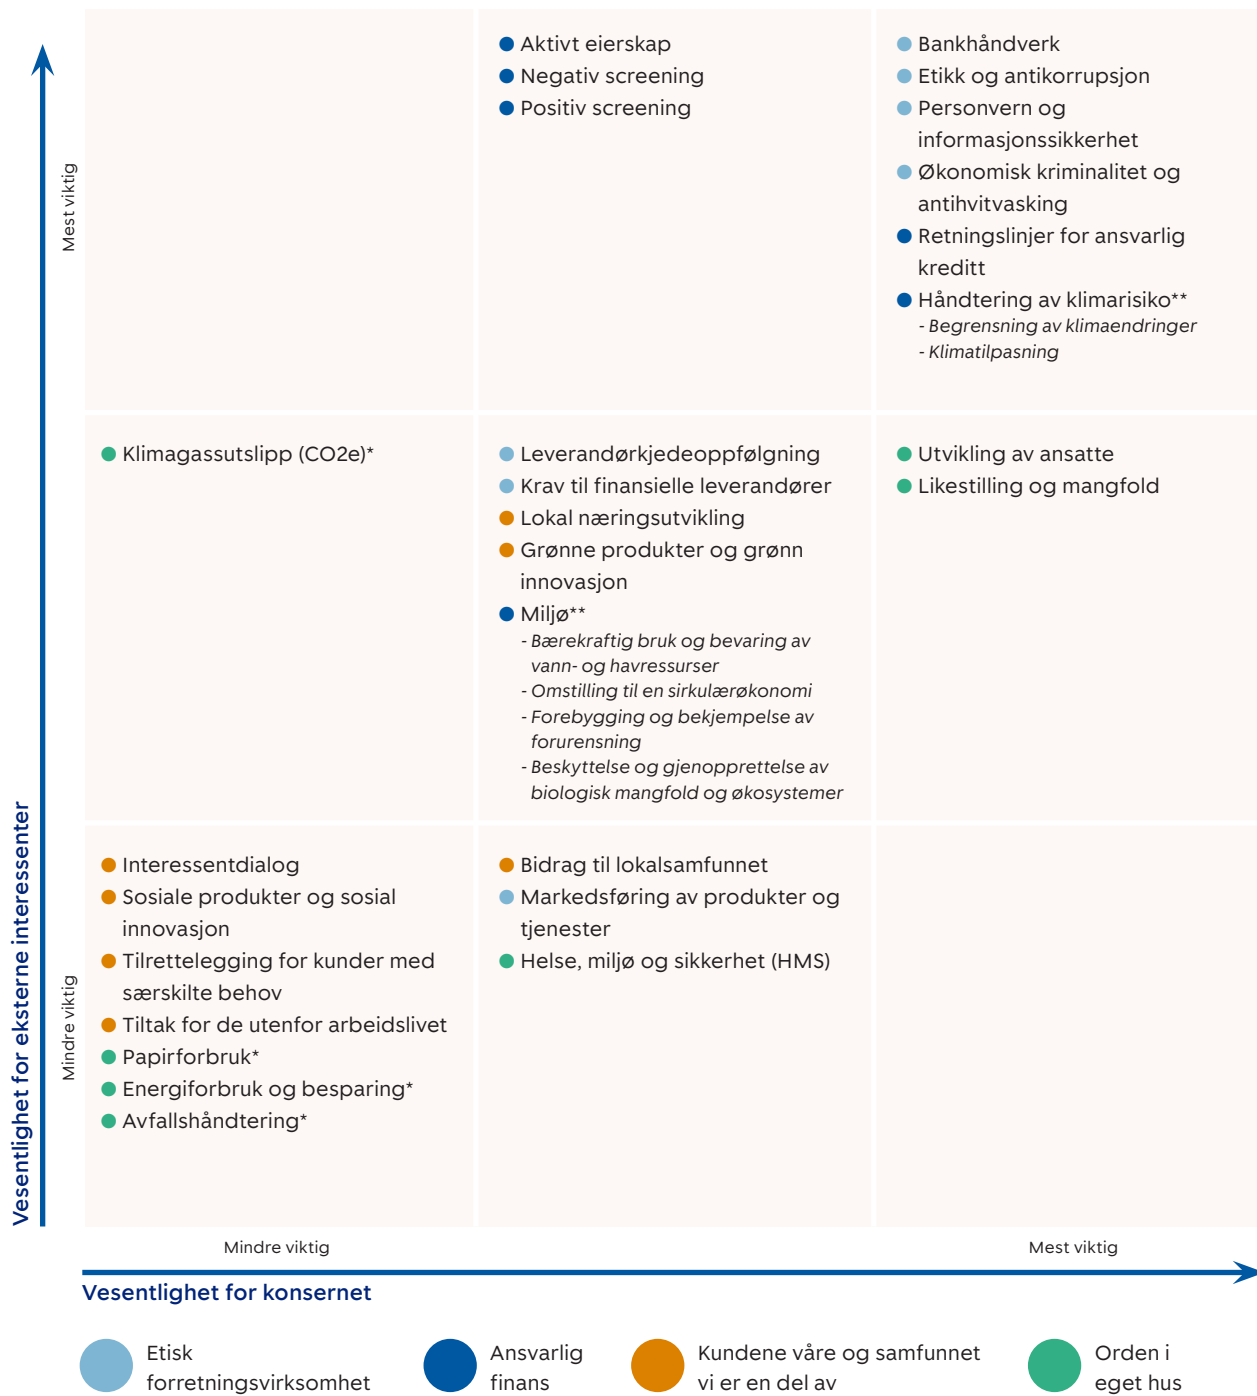 Vesentlighet for eksterne interessenter
Mest viktig
Mindre viktig
Aktivt eierskap
Negativ screening
Positiv screening
Bankhåndverk
Etikk og antikorrupsjon
Personvern og
informasjonssikkerhet
Økonomisk kriminalitet og
antihvitvasking
Retningslinjer for ansvarlig
kreditt
Håndtering av klimarisiko**
- Begrensning av klimaendringer
- Klimatilpasning
Klimagassutslipp (CO2e)*
Leverandørkjedeoppfølgning
Krav til finansielle leverandører
Lokal næringsutvikling
Grønne produkter og grønn
innovasjon
Miljø**
- Bærekraftig bruk og bevaring av
vann- og havressurser
- Omstilling til en sirkulærøkonomi
- Forebygging og bekjempelse av
forurensning
- Beskyttelse og gjenopprettelse av
biologisk mangfold og økosystemer
Utvikling av ansatte
Likestilling og mangfold
Interessentdialog
Sosiale produkter og sosial
innovasjon
Tilrettelegging for kunder med
særskilte behov
Tiltak for de utenfor arbeidslivet
Papirforbruk*
Energiforbruk og besparing*
Avfallshåndtering*
Bidrag til lokalsamfunnet
Markedsføring av produkter og
tjenester
Helse, miljø og sikkerhet (HMS)
Mindre viktig
Mest viktig
Vesentlighet for konsernet
Etisk
forretningsvirksomhet
Ansvarlig
finans
Kundene våre og samfunnet
vi er en del av
Orden i
eget hus